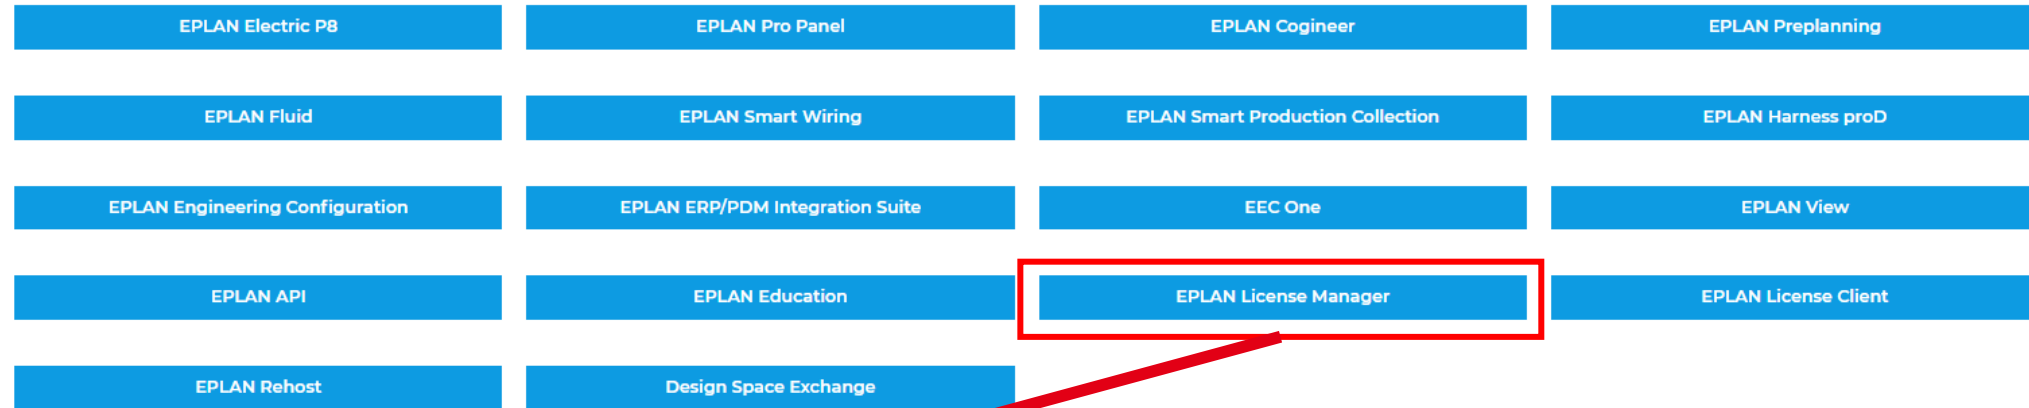 EPLAN Electric P8
EPLAN Pro Panel
EPLAN Cogineer
EPLAN Preplanning
EPLAN Fluid
EPLAN Smart Wiring
EPLAN Smart Production Collection
EPLAN Harness proD
EPLAN Engineering Configuration
EPLAN ERP/PDM Integration Suite
EEC One
EPLAN View
EPLAN API
EPLAN Education
EPLAN License Manager
EPLAN License Client
EPLAN Rehost
Design Space Exchange